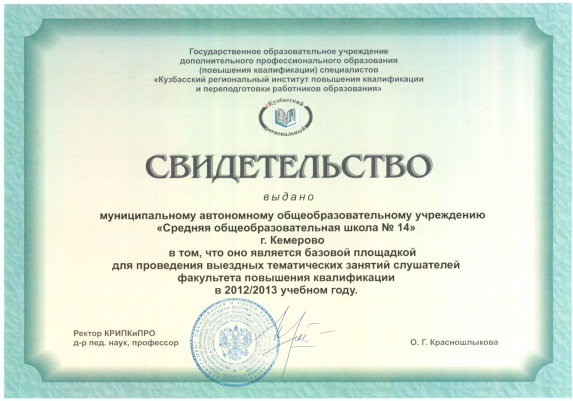 Государственное образовательное учреждение
дополнительного профессионального образования
(повышения квалификации) специалистов
«Кузбасский региональный институт повышения квалификации
и переподготовки работников образования»
Кузбасский
региональный
СВИДЕТЕЛЬСТВО
выдано
муниципальному автономному общеобразовательному учреждению
«Средняя общеобразовательная школа № 14»
г. Кемерово
в том, что оно является базовой площадкой
для проведения выездных тематических занятий слушателей
факультета повышения квалификации
в 2012/2013 учебном году.
Ректор КРИПКиПРО
д-р пед. наук, профессор
О. Г. Красношлыкова